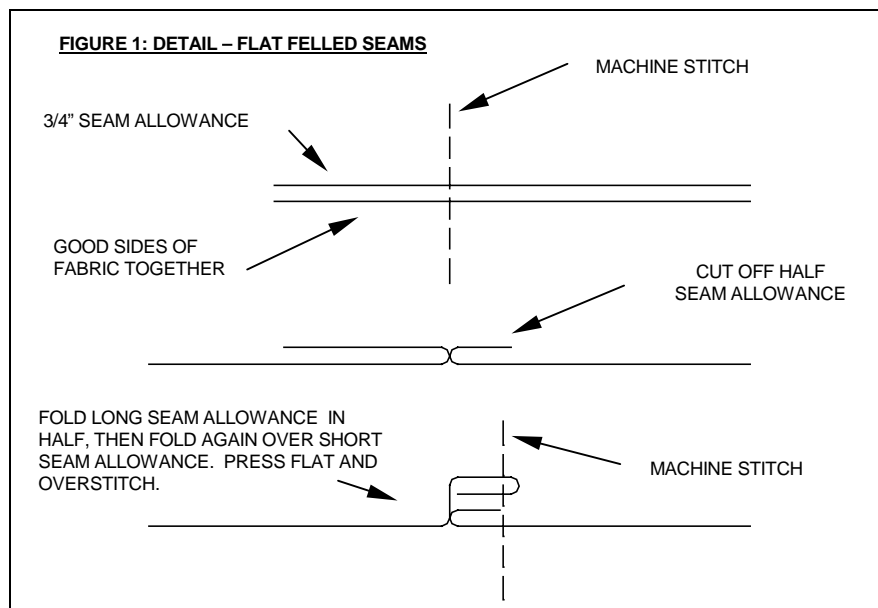 FIGURE 1: DETAIL – FLAT FELLED SEAMS
MACHINE STITCH
3/4” SEAM ALLOWANCE
GOOD SIDES OF
FABRIC TOGETHER
CUT OFF HALF
SEAM ALLOWANCE
FOLD LONG SEAM ALLOWANCE IN
HALF, THEN FOLD AGAIN OVER SHORT
SEAM ALLOWANCE. PRESS FLAT AND
OVERSTITCH.
MACHINE STITCH